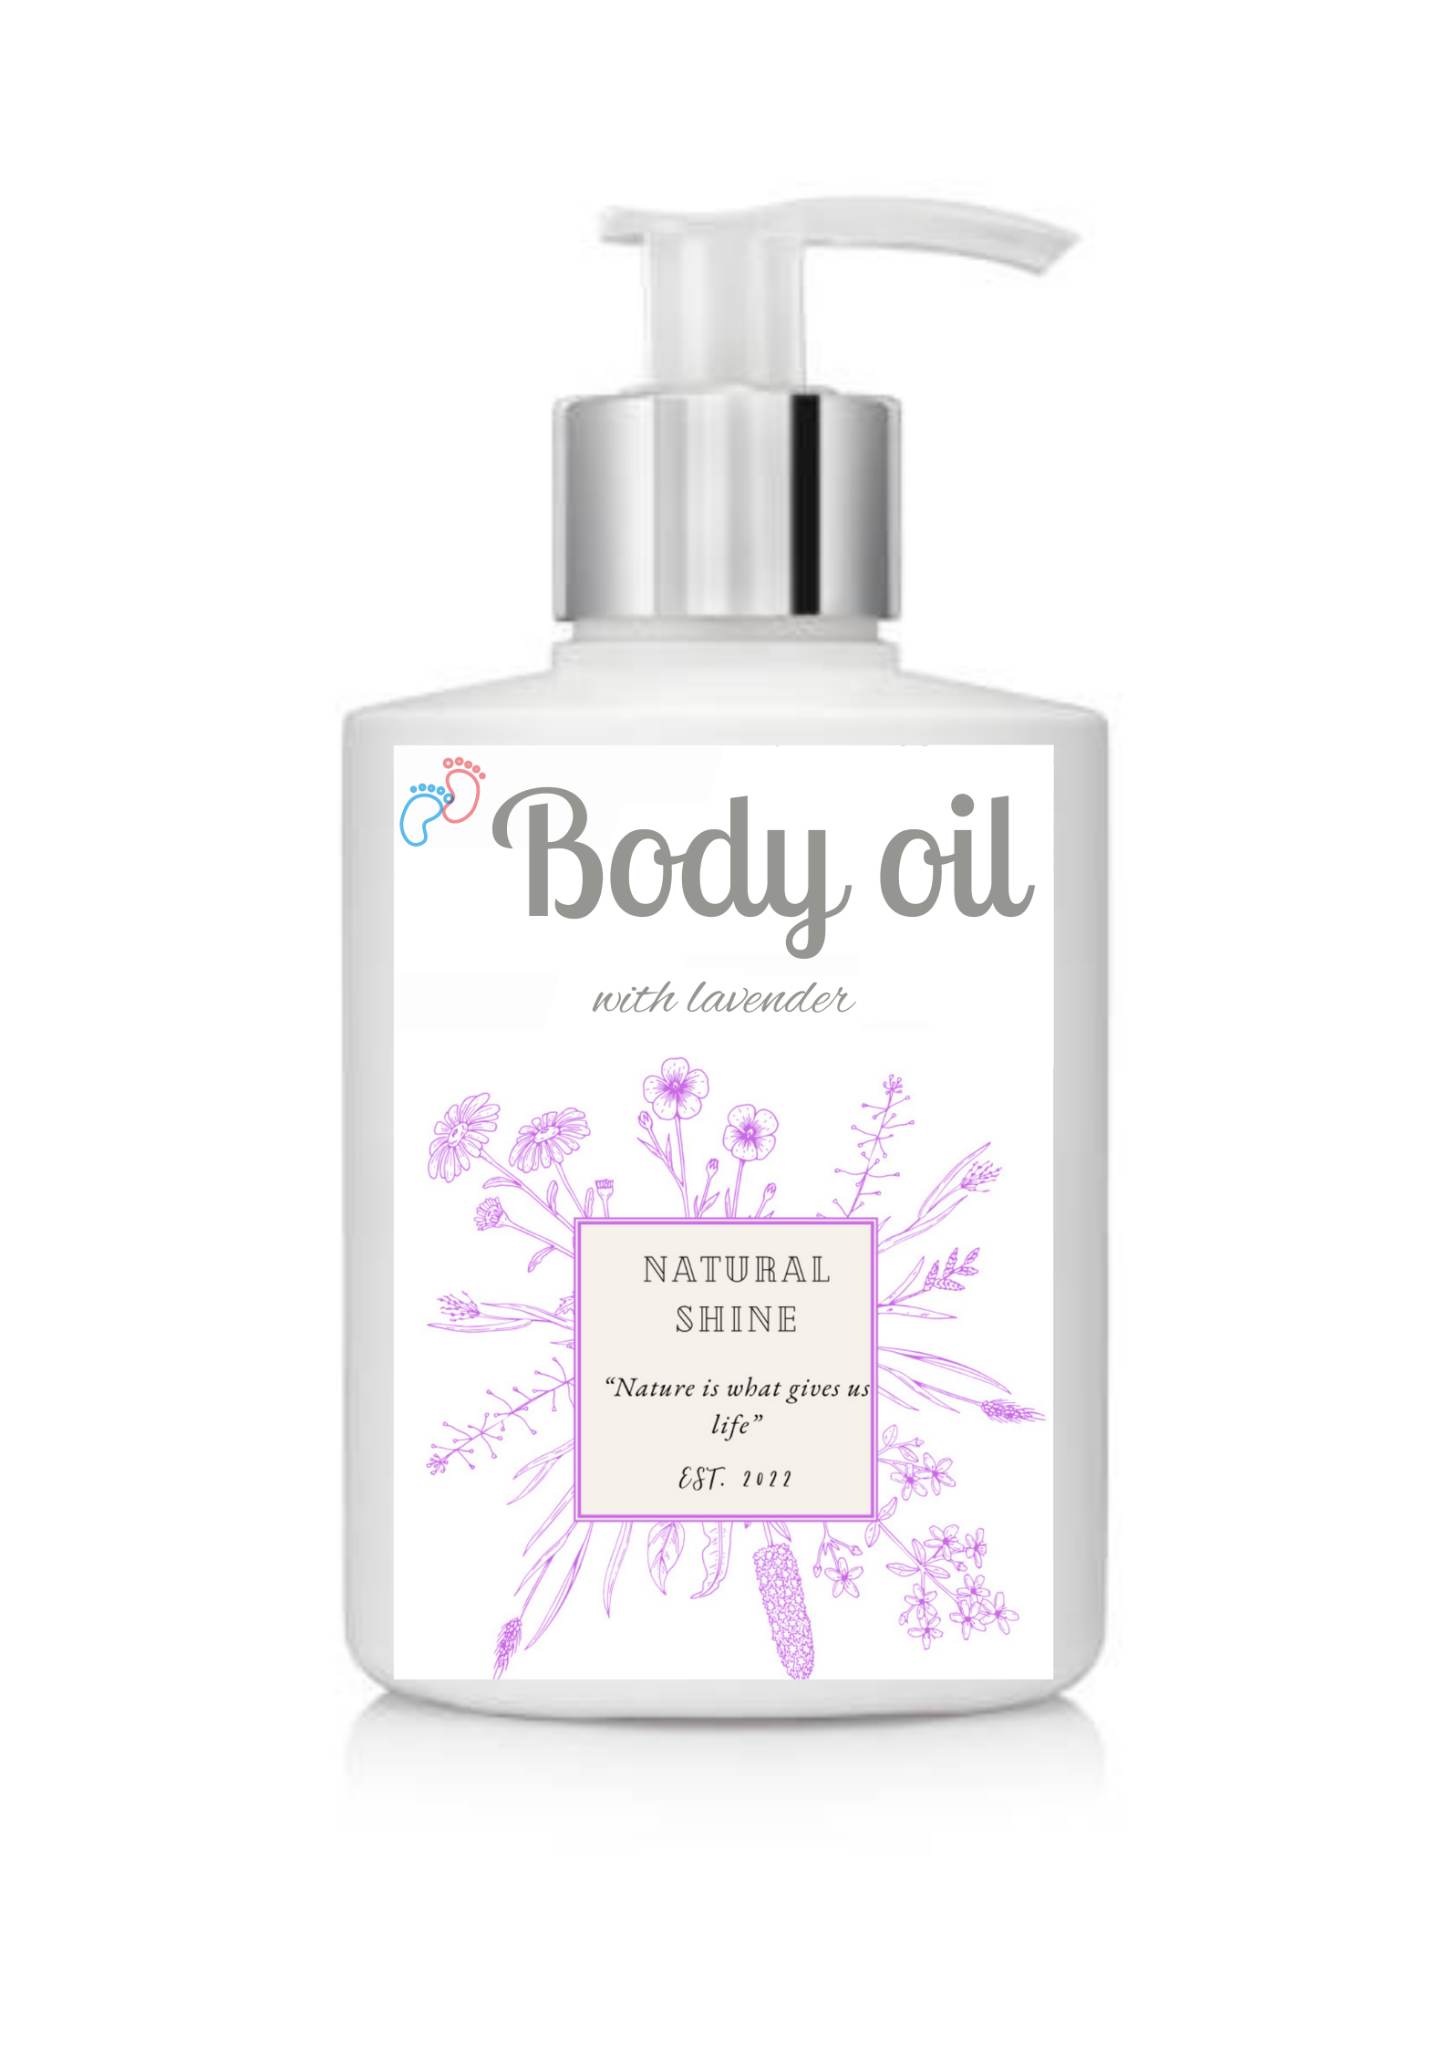 Body oil
with lavender
NATURAL
SHINE
“Nature is what gives us
life”
EST. 2022